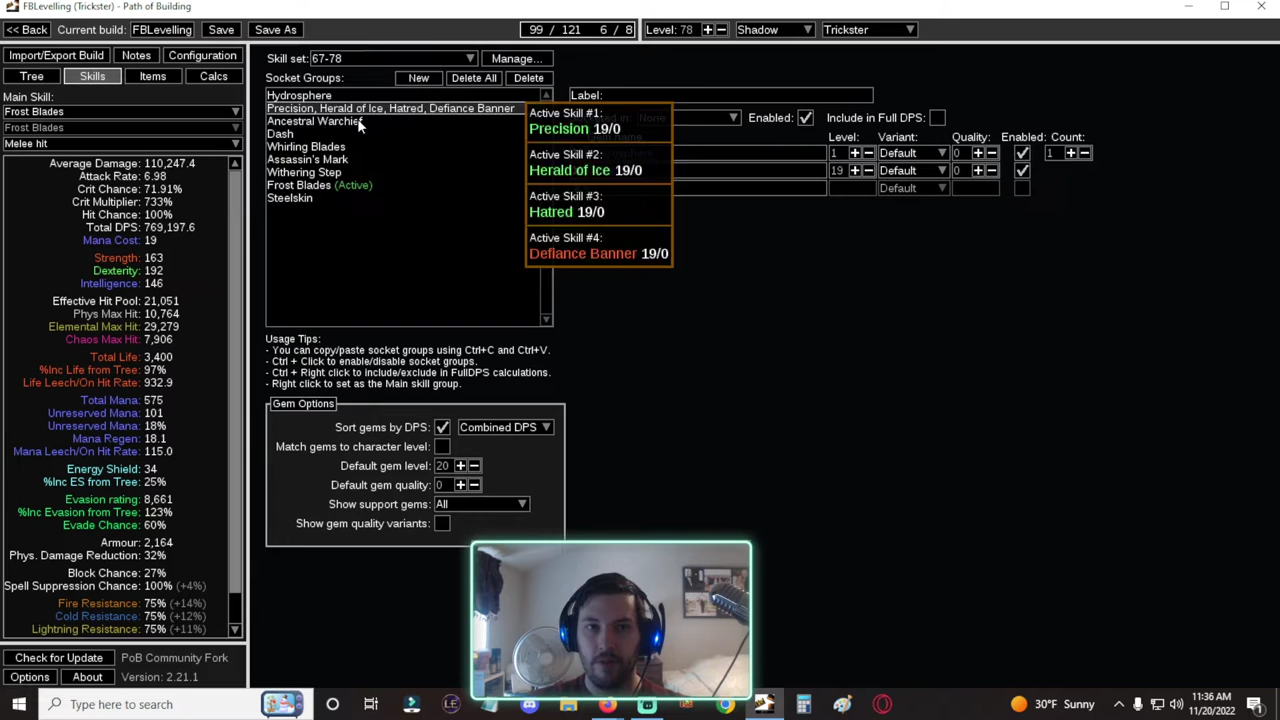 FBLevelling (Trickster) - Path of Building
<< Back
Current build:
FBLevelling
Save
Save As
99 / 121 6 / 8
Level: 78
Shadow
Trickster
Import/Export Build
Notes
Configuration
Tree
Skills
Items
Calcs
Main Skill:
Frost Blades
Frost Blades
Melee hit
Average Damage: 110,247.4
Attack Rate: 6.98
Crit Chance: 71.91%
Crit Multiplier: 733%
Hit Chance: 100%
Total DPS: 769,197.6
Mana Cost: 19
Strength: 163
Dexterity: 192
Intelligence: 146
Effective Hit Pool: 21,051
Phys Max Hit: 10,764
Elemental Max Hit: 29,279
Chaos Max Hit: 7,906
Total Life: 3,400
%Inc Life from Tree: 97%
Life Leech/On Hit Rate: 932.9
Total Mana: 575
Unreserved Mana: 101
Unreserved Mana: 18%
Mana Regen: 18.1
Mana Leech/On Hit Rate: 115.0
Energy Shield: 34
%Inc ES from Tree: 25%
Evasion rating: 8,661
%Inc Evasion from Tree: 123%
Evade Chance: 60%
Armour: 2,164
Phys. Damage Reduction: 32%
Block Chance: 27%
Spell Suppression Chance: 100% (+4%)
Fire Resistance: 75% (+14%)
Cold Resistance: 75% (+12%)
Lightning Resistance: 75% (+11%)
Check for Update
PoB Community Fork
Options
About
Version: 2.21.1
Skill set:
67-78
Manage...
Socket Groups:
New
Delete All
Delete
Hydrosphere
Precision, Herald of Ice, Hatred, Defiance Banner
Ancestral Warchief
Dash
Whirling Blades
Assassin's Mark
Withering Step
Frost Blades (Active)
Steelskin
Usage Tips:
- You can copy/paste socket groups using Ctrl+C and Ctrl+V.
- Ctrl + Click to enable/disable socket groups.
- Ctrl + Right click to include/exclude in FullDPS calculations.
- Right click to set as the Main skill group.
Gem Options
Sort gems by DPS:
Combined DPS
Match gems to character level:
Default gem level: 20
Default gem quality: 0
Show support gems: All
Show gem quality variants:
Label:
None
Enabled:
Include in Full DPS:
Level: Variant: Quality: Enabled: Count:
1 Default 0 1
19 Default 0
Default
Active Skill #1:
Precision 19/0
Active Skill #2:
Herald of Ice 19/0
Active Skill #3:
Hatred 19/0
Active Skill #4:
Defiance Banner 19/0
Type here to search
LE
30°F Sunny
11:36 AM
11/20/2022